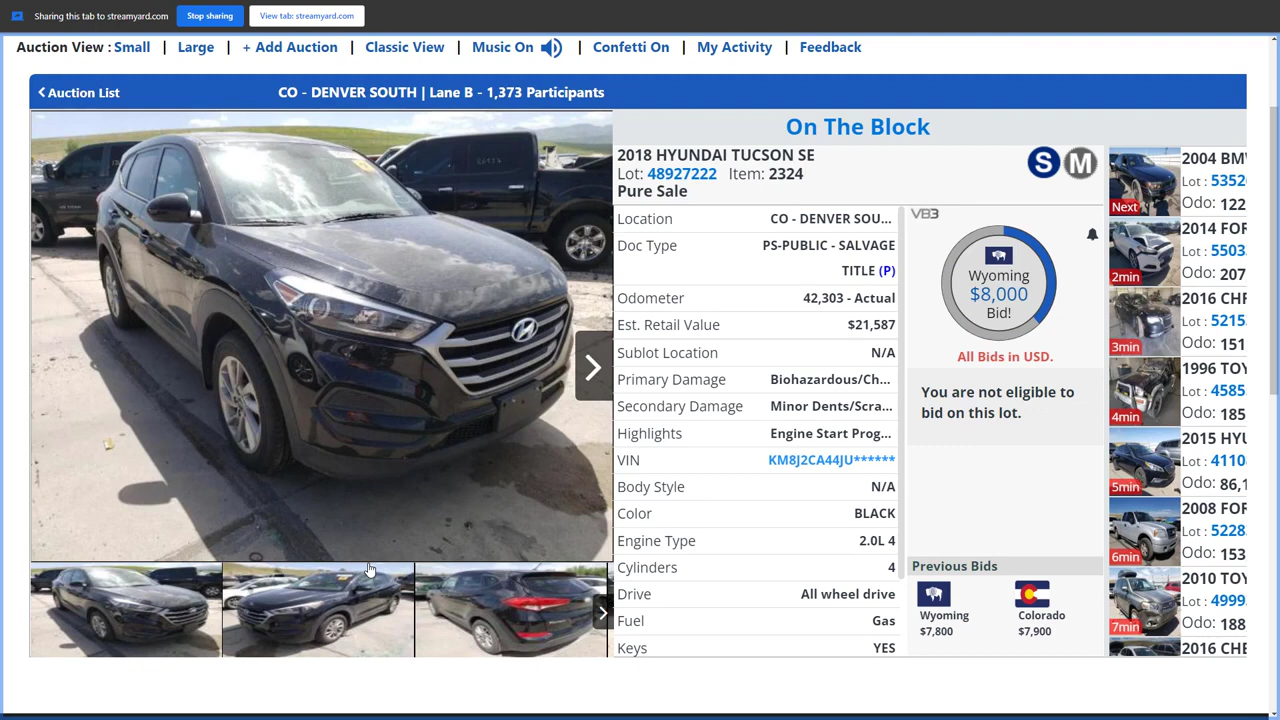 Sharing this tab to streamyard.com
Stop sharing
View tab: streamyard.com
Auction View : Small | Large | + Add Auction | Classic View | Music On | Confetti On | My Activity | Feedback
Auction List
CO - DENVER SOUTH | Lane B - 1,373 Participants
On The Block
2018 HYUNDAI TUCSON SE
Lot: 48927222 Item: 2324
Pure Sale
S M
Location CO - DENVER SOU...
Doc Type PS-PUBLIC - SALVAGE
TITLE (P)
Odometer 42,303 - Actual
Est. Retail Value $21,587
Sublot Location N/A
Primary Damage Biohazardous/Ch...
Secondary Damage Minor Dents/Scra...
Highlights Engine Start Prog...
VIN KM8J2CA44JU******
Body Style N/A
Color BLACK
Engine Type 2.0L 4
Cylinders 4
Drive All wheel drive
Fuel Gas
Keys YES
VB3
Wyoming
$8,000
Bid!
All Bids in USD.
You are not eligible to
bid on this lot.
Previous Bids
Wyoming
$7,800
Colorado
$7,900
Next
2004 BMW
Lot : 5352
Odo: 122
2min
2014 FOR
Lot : 5503
Odo: 207
3min
2016 CHR
Lot : 5215
Odo: 151
4min
1996 TOY
Lot : 4585
Odo: 185
5min
2015 HYU
Lot : 4110
Odo: 86,1
6min
2008 FOR
Lot : 5228
Odo: 153
7min
2010 TOY
Lot : 4999
Odo: 188
2016 CHE